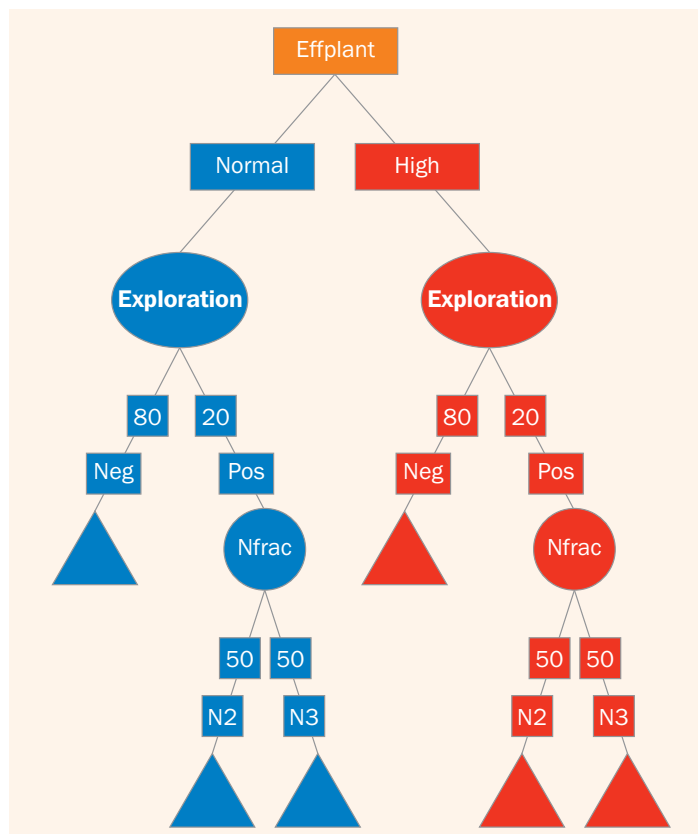 Effplant
Normal
High
Exploration
Exploration
80
20
80
20
Neg
Pos
Neg
Pos
Nfrac
Nfrac
50
50
50
50
N2
N3
N2
N3